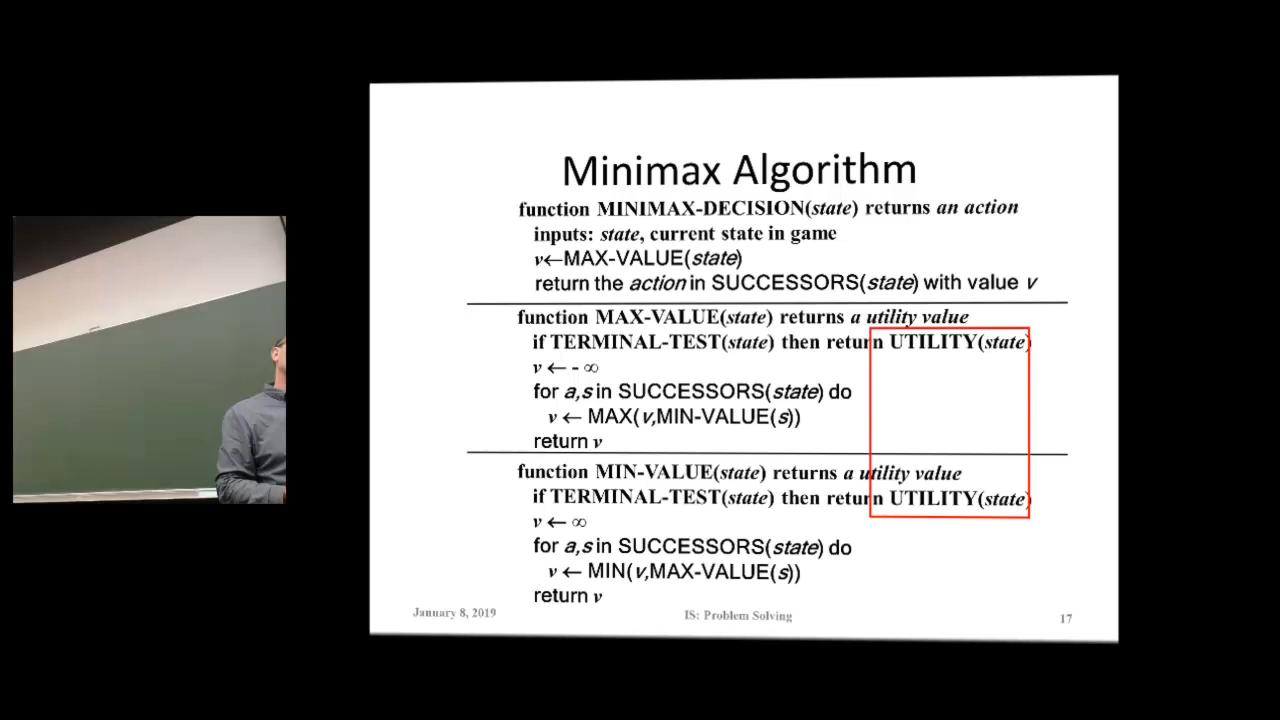 Minimax Algorithm
function MINIMAX-DECISION(state) returns an action
inputs: state, current state in game
v←MAX-VALUE(state)
return the action in SUCCESSORS(state) with value v
function MAX-VALUE(state) returns a utility value
if TERMINAL-TEST(state) then return UTILITY(state)
v ← - ∞
for a,s in SUCCESSORS(state) do
v ← MAX(v,MIN-VALUE(s))
return v
function MIN-VALUE(state) returns a utility value
if TERMINAL-TEST(state) then return UTILITY(state)
v ← ∞
for a,s in SUCCESSORS(state) do
v ← MIN(v,MAX-VALUE(s))
return v
January 8, 2019 IS: Problem Solving 17